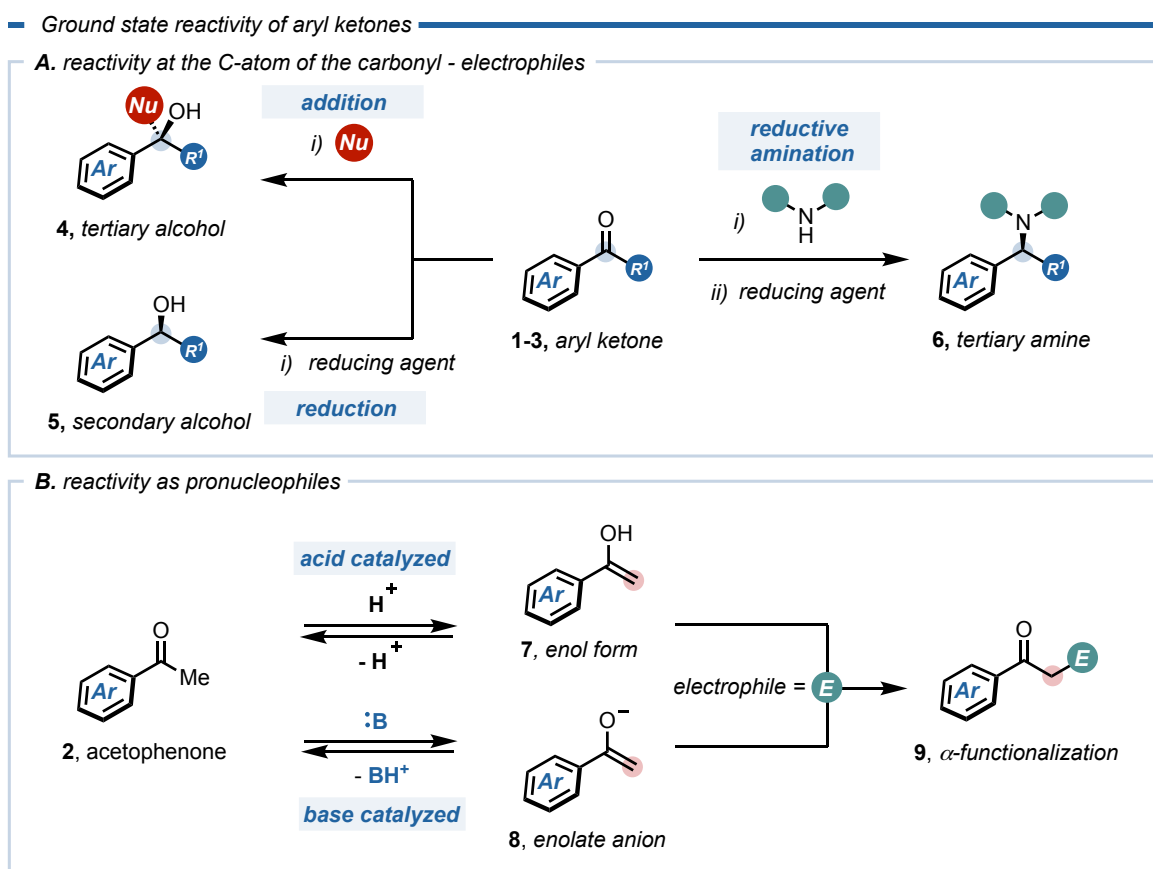 Ground state reactivity of aryl ketones
A. reactivity at the C-atom of the carbonyl - electrophiles
Nu
OH
Ar
R1
4, tertiary alcohol
addition
i) Nu
OH
Ar
R1
5, secondary alcohol
i) reducing agent
reduction
O
Ar
R1
1-3, aryl ketone
reductive
amination
i)
N
H
ii) reducing agent
N
Ar
R1
6, tertiary amine
B. reactivity as pronucleophiles
O
Me
Ar
2, acetophenone
acid catalyzed
H+
- H+
:B
- BH+
base catalyzed
OH
Ar
7, enol form
O−
Ar
8, enolate anion
electrophile = E
O
E
Ar
9, α-functionalization